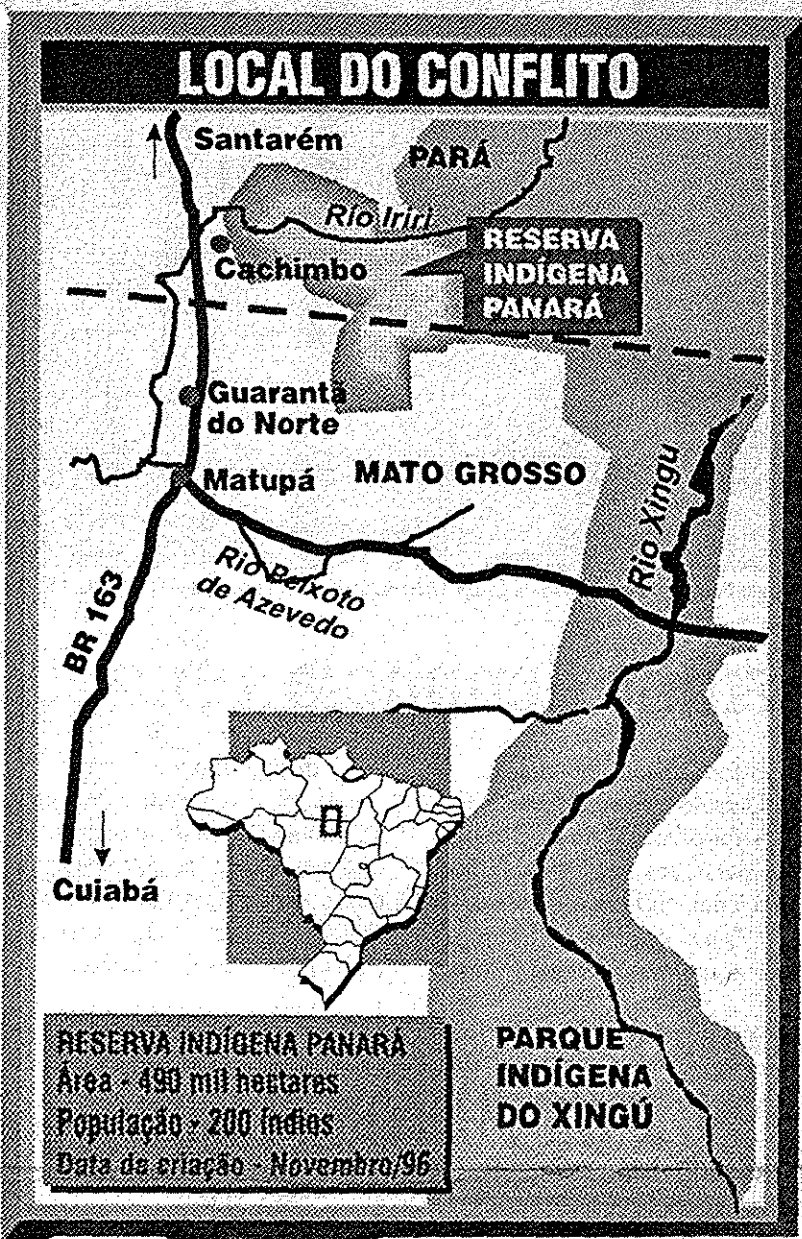 LOCAL DO CONFLITO
Santarém
PARÁ
Río Iriri
RESERVA
INDÍGENA
PANARÁ
Cachimbo
Guarantã
do Norte
Matupá
MATO GROSSO
Rio Xingu
Rio Peixoto
de Azevedo
BR 163
Cuiabá
RESERVA INDÍGENA PANARÁ
Área - 490 mil hectares
População - 200 índios
Data da criação - Novembro/96
PARQUE
INDÍGENA
DO XINGÚ